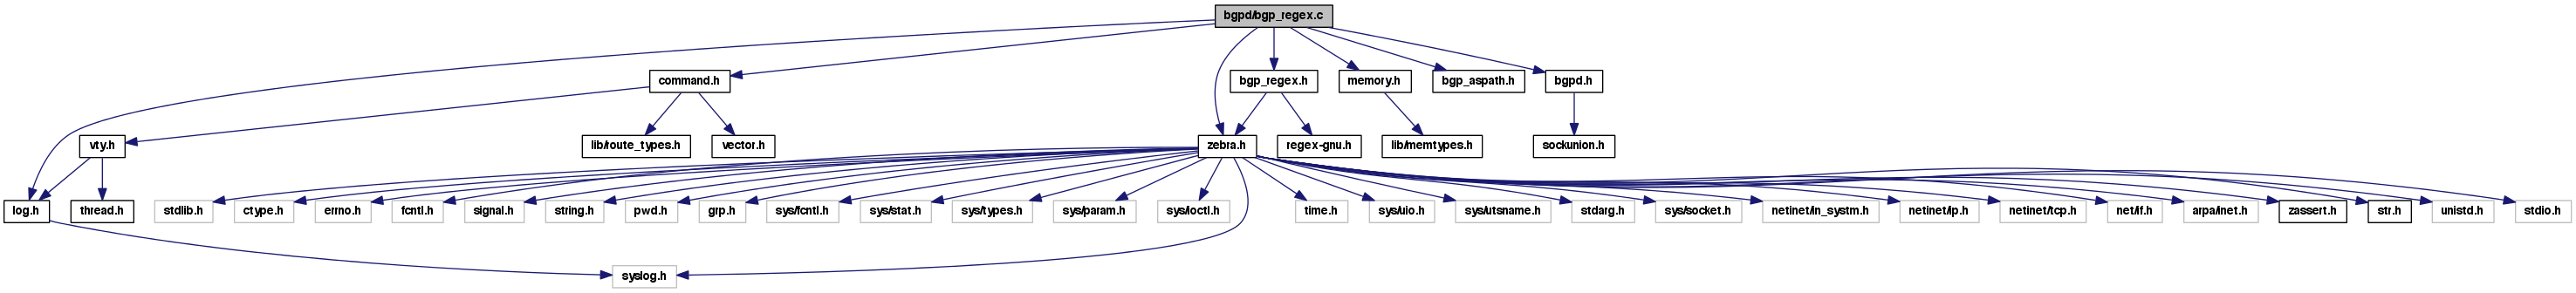 bgpd/bgp_regex.c
command.h
bgp_regex.h
memory.h
bgp_aspath.h
bgpd.h
vty.h
lib/route_types.h
vector.h
zebra.h
regex-gnu.h
lib/memtypes.h
sockunion.h
log.h
thread.h
stdlib.h
ctype.h
errno.h
fcntl.h
signal.h
string.h
pwd.h
grp.h
sys/fcntl.h
sys/stat.h
sys/types.h
sys/param.h
sys/ioctl.h
time.h
sys/uio.h
sys/utsname.h
stdarg.h
sys/socket.h
netinet/in_systm.h
netinet/ip.h
netinet/tcp.h
net/if.h
arpa/inet.h
zassert.h
str.h
unistd.h
stdio.h
syslog.h